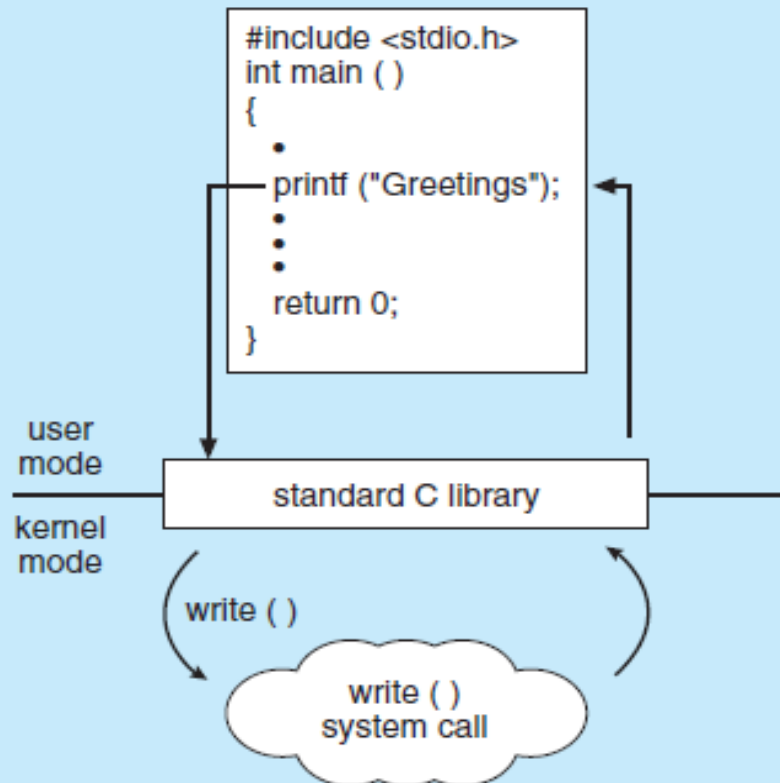 #include <stdio.h>
int main ( )
{
•
printf ("Greetings");
•
•
•
return 0;
}
user
mode
standard C library
kernel
mode
write ( )
write ( )
system call